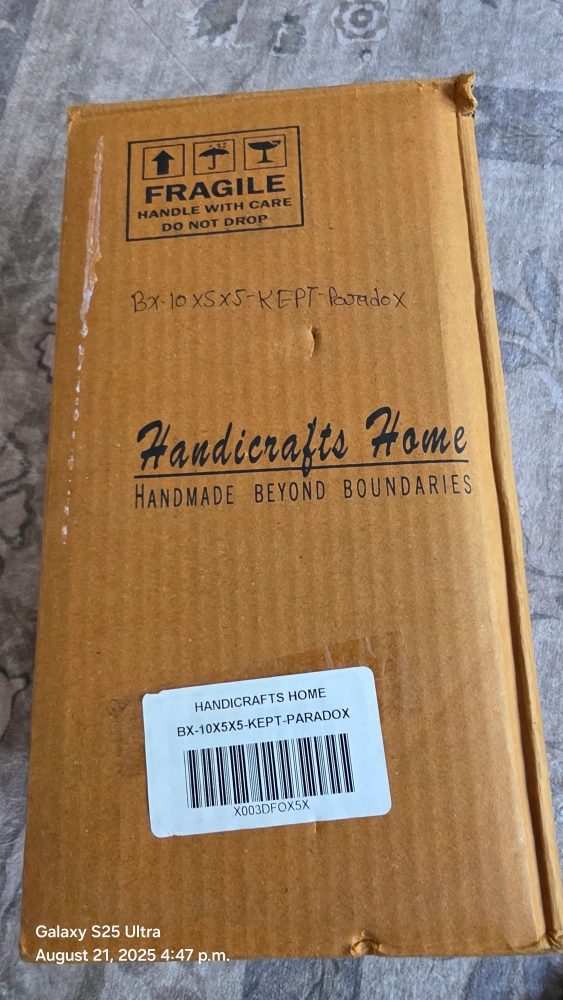 FRAGILE
HANDLE WITH CARE
DO NOT DROP
BX-10X5X5-KEPT-Paradox
Handicrafts Home
HANDMADE BEYOND BOUNDARIES
HANDICRAFTS HOME
BX-10X5X5-KEPT-PARADOX
X003DFOX5X
Galaxy S25 Ultra
August 21, 2025 4:47 p.m.